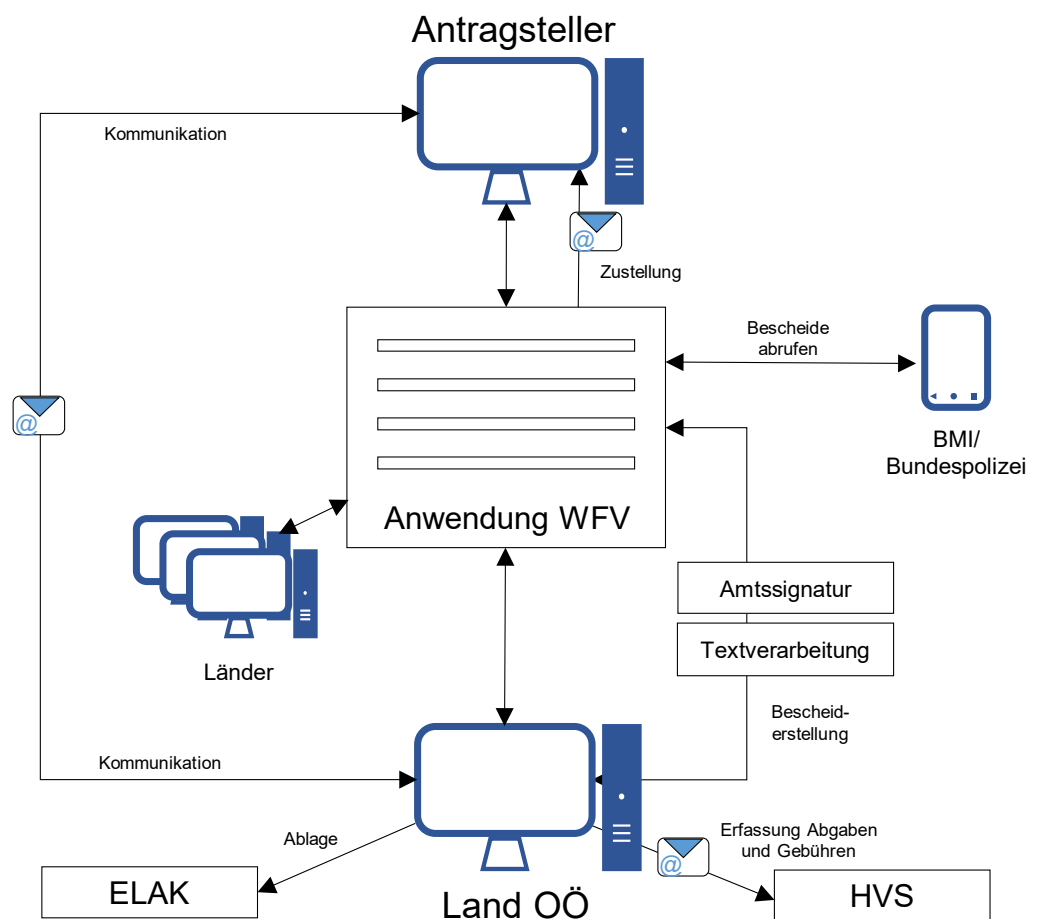 Antragsteller
Kommunikation
@
Zustellung
Bescheide
abrufen
@
BMI/
Bundespolizei
Anwendung WFV
Amtssignatur
Textverarbeitung
Länder
Bescheid-
erstellung
Kommunikation
Ablage
Erfassung Abgaben
und Gebühren
@
ELAK
Land OÖ
HVS